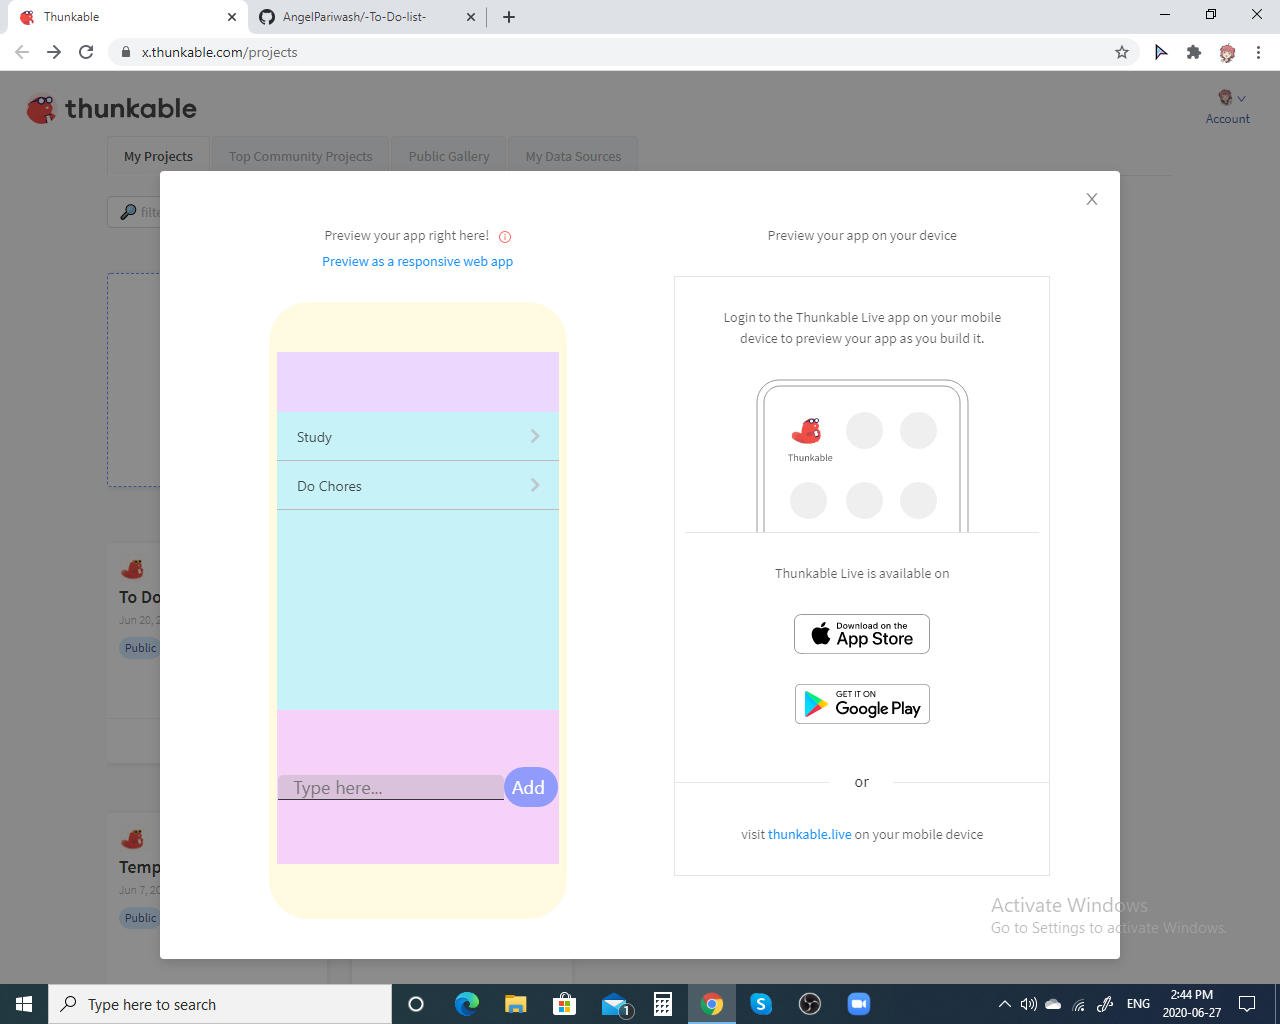 Thunkable
AngelPariwash/-To-Do-list-
x.thunkable.com/projects
thunkable
Account
My Projects
Top Community Projects
Public Gallery
My Data Sources
filte
X
Preview your app right here!
Preview as a responsive web app
Preview your app on your device
Study
Do Chores
Type here...
Add
Login to the Thunkable Live app on your mobile
device to preview your app as you build it.
Thunkable
Thunkable Live is available on
Download on the
App Store
GET IT ON
Google Play
or
visit thunkable.live on your mobile device
To Do
Jun 20, 2
Public
Temp
Jun 7, 20
Public
Activate Windows
Go to Settings to activate Windows.
Type here to search
1
ENG
2:44 PM
2020-06-27